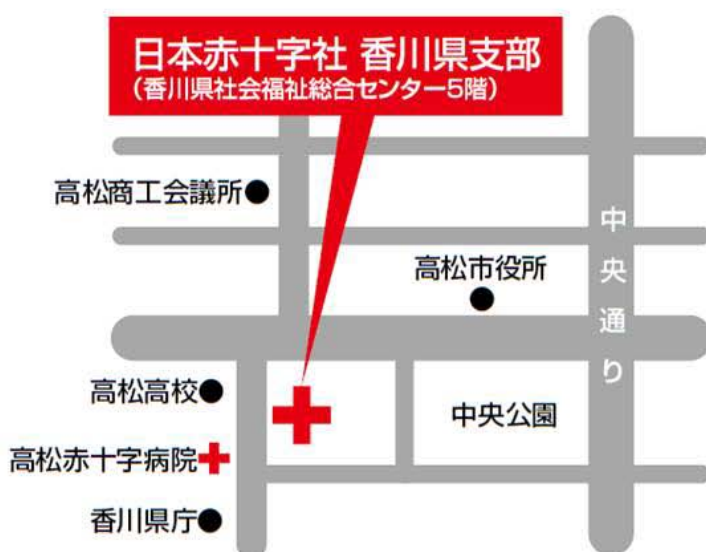 日本赤十字社 香川県支部
(香川県社会福祉総合センター5階)
高松商工会議所
中央通り
高松市役所
高松高校
中央公園
高松赤十字病院
香川県庁